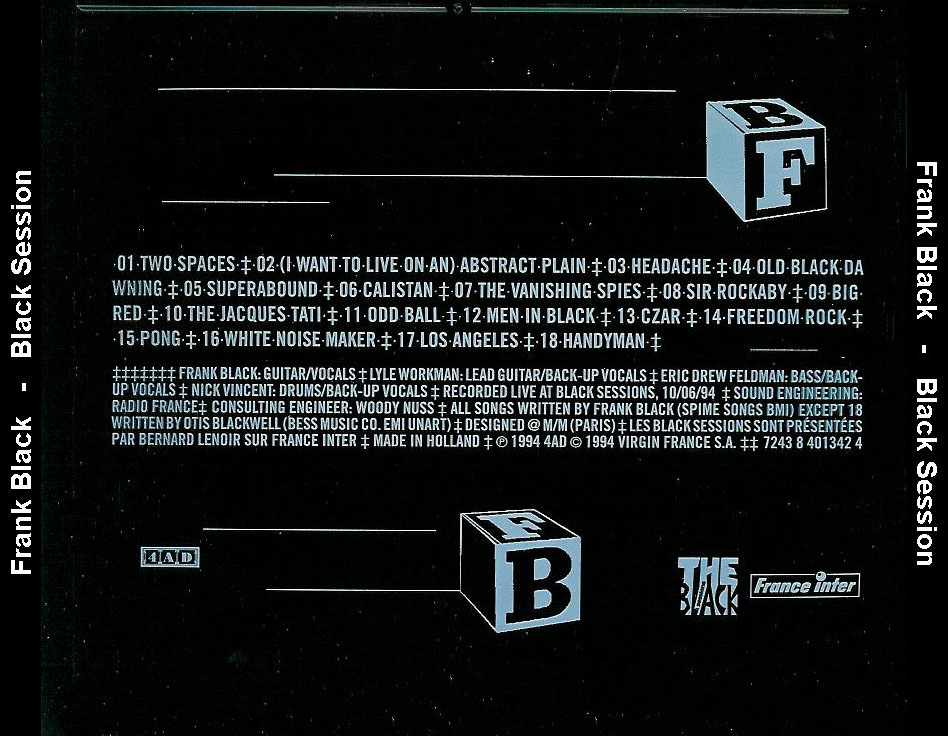 Frank Black - Black Session
B
F
·01·TWO·SPACES·‡·02·(I·WANT·TO·LIVE·ON·AN)·ABSTRACT·PLAIN·‡·03·HEADACHE·‡·04·OLD·BLACK·DA
WNING·‡·05·SUPERABOUND·‡·06·CALISTAN·‡·07·THE·VANISHING·SPIES·‡·08·SIR·ROCKABY·‡·09·BIG·
RED·‡·10·THE·JACQUES·TATI·‡·11·ODD·BALL·‡·12·MEN·IN·BLACK·‡·13·CZAR·‡·14·FREEDOM·ROCK·‡
·15·PONG·‡·16·WHITE·NOISE·MAKER·‡·17·LOS·ANGELES·‡·18·HANDYMAN·‡
‡‡‡‡‡‡‡ FRANK BLACK: GUITAR/VOCALS ‡ LYLE WORKMAN: LEAD GUITAR/BACK-UP VOCALS ‡ ERIC DREW FELDMAN: BASS/BACK-
UP VOCALS ‡ NICK VINCENT: DRUMS/BACK-UP VOCALS ‡ RECORDED LIVE AT BLACK SESSIONS, 10/06/94 ‡ SOUND ENGINEERING:
RADIO FRANCE‡ CONSULTING ENGINEER: WOODY NUSS ‡ ALL SONGS WRITTEN BY FRANK BLACK (SPIME SONGS BMI) EXCEPT 18
WRITTEN BY OTIS BLACKWELL (BESS MUSIC CO. EMI UNART) ‡ DESIGNED @ M/M (PARIS) ‡ LES BLACK SESSIONS SONT PRÉSENTÉES
PAR BERNARD LENOIR SUR FRANCE INTER ‡ MADE IN HOLLAND ‡ ℗ 1994 4AD © 1994 VIRGIN FRANCE S.A. ‡‡ 7243 8 401342 4
F
B
4AD
THE
BLACK
France inter
Frank Black - Black Session